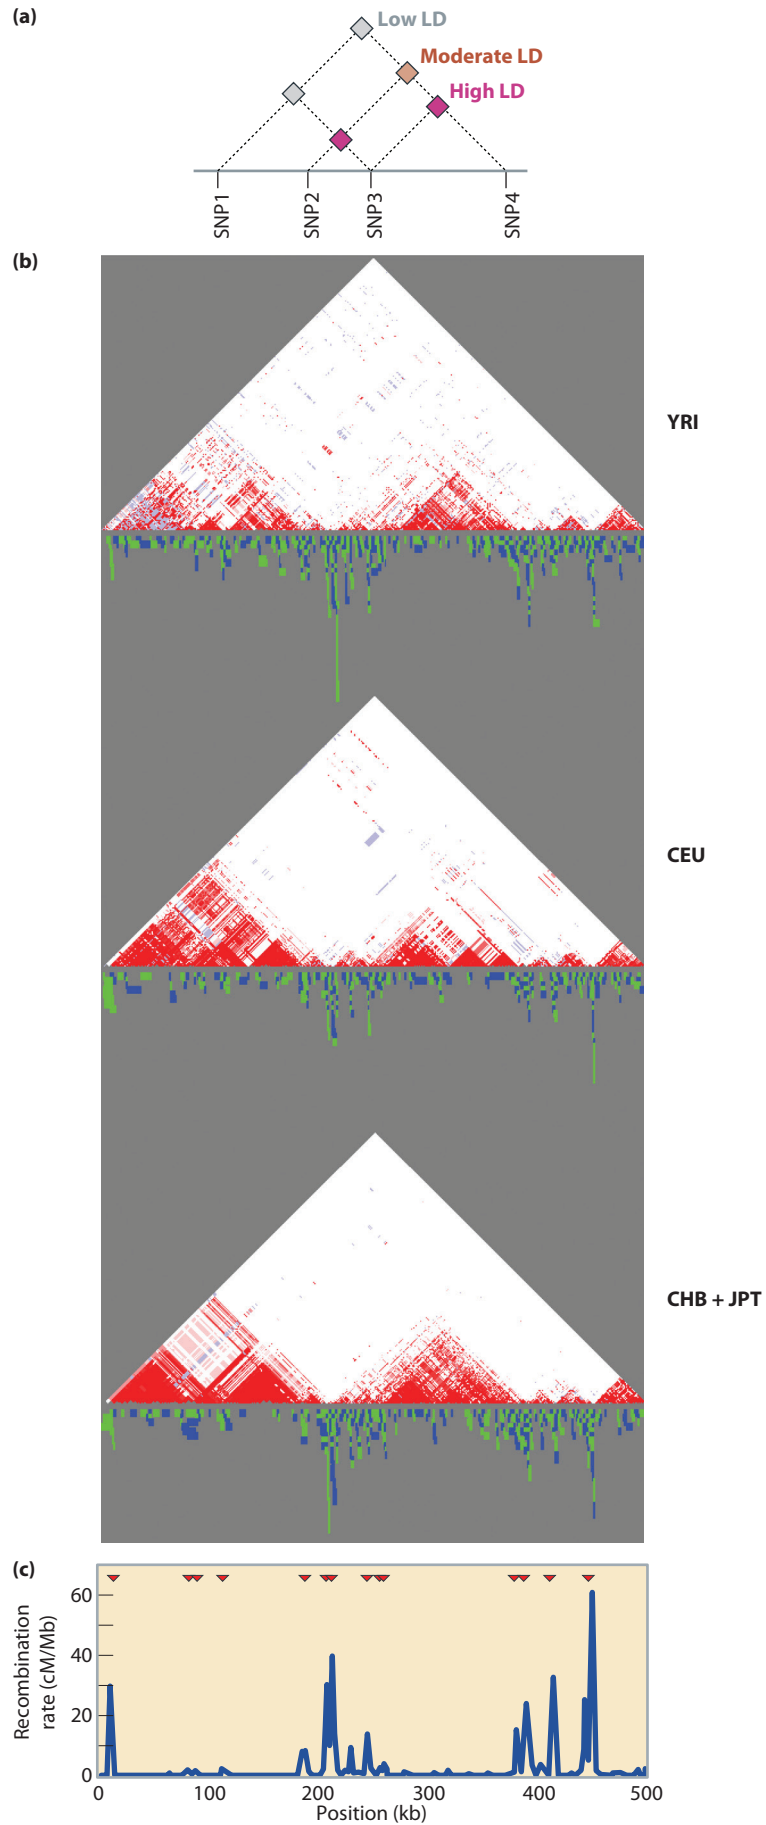 (a)
Low LD
Moderate LD
High LD
SNP1
SNP2
SNP3
SNP4
(b)
YRI
CEU
CHB + JPT
(c)
Recombination
rate (cM/Mb)
60
40
20
0
0 100 200 300 400 500
Position (kb)